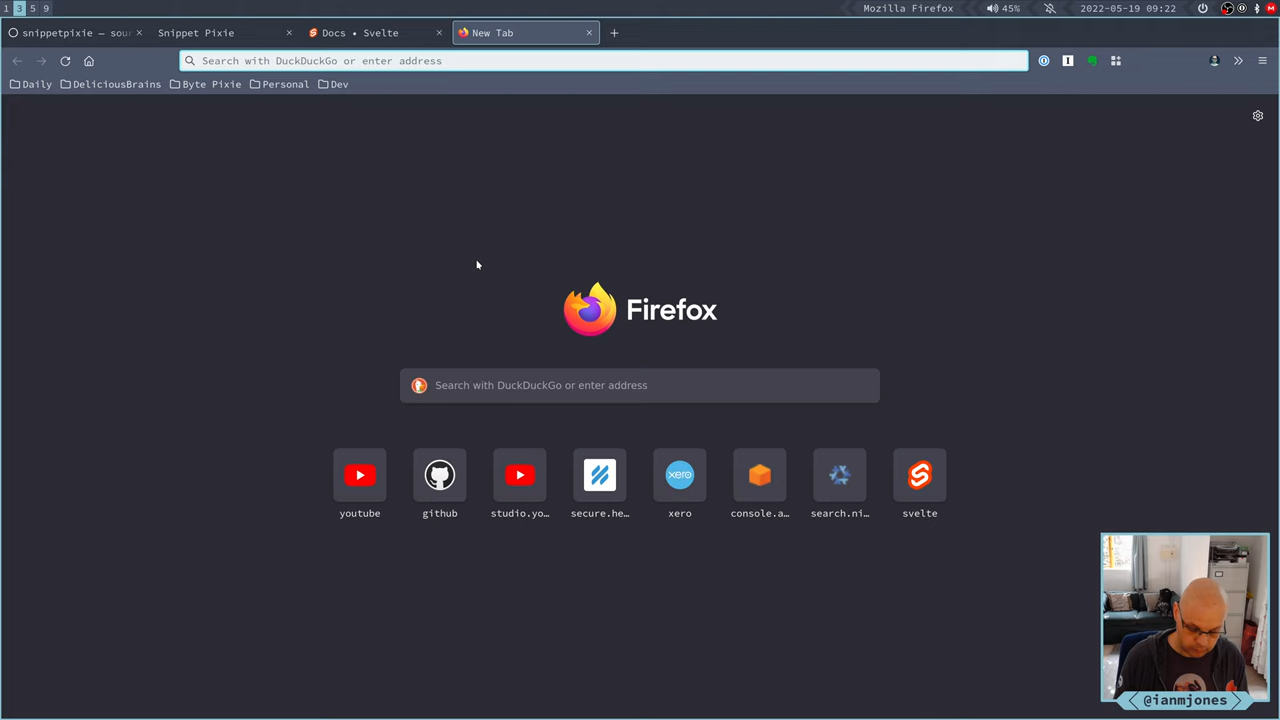 1 3 5 9
Mozilla Firefox
45%
2022-05-19 09:22
snippetpixie — sour
Snippet Pixie
Docs • Svelte
New Tab
Search with DuckDuckGo or enter address
Daily
DeliciousBrains
Byte Pixie
Personal
Dev
Firefox
Search with DuckDuckGo or enter address
xero
youtube
github
studio.yo...
secure.he...
xero
console.a...
search.ni...
svelte
@ianmjones